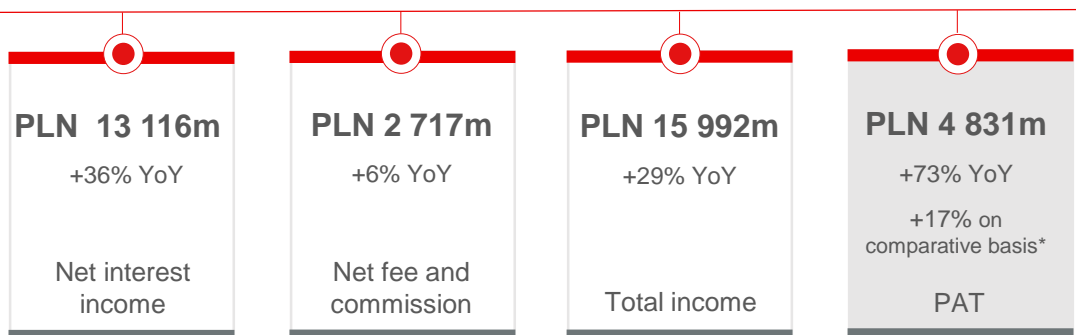 PLN 13 116m
+36% YoY
Net interest
income
PLN 2 717m
+6% YoY
Net fee and
commission
PLN 15 992m
+29% YoY
Total income
PLN 4 831m
+73% YoY
+17% on
comparative basis*
PAT